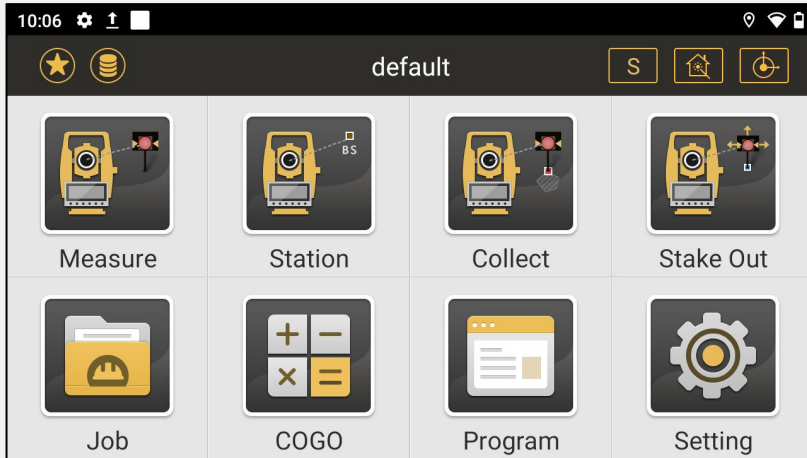 10:06
default
S
BS
Measure
Station
Collect
Stake Out
Job
COGO
Program
Setting